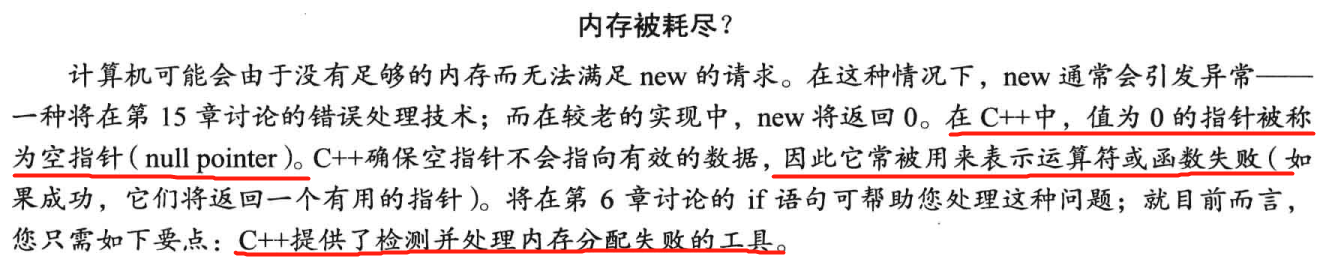 内存被耗尽？
计算机可能会由于没有足够的内存而无法满足 new 的请求。在这种情况下，new 通常会引发异常——
一种将在第 15 章讨论的错误处理技术；而在较老的实现中，new 将返回 0。在 C++中，值为 0 的指针被称
为空指针（null pointer）。C++确保空指针不会指向有效的数据，因此它常被用来表示运算符或函数失败（如
果成功，它们将返回一个有用的指针）。将在第 6 章讨论的 if 语句可帮助您处理这种问题；就目前而言，
您只需如下要点：C++提供了检测并处理内存分配失败的工具。